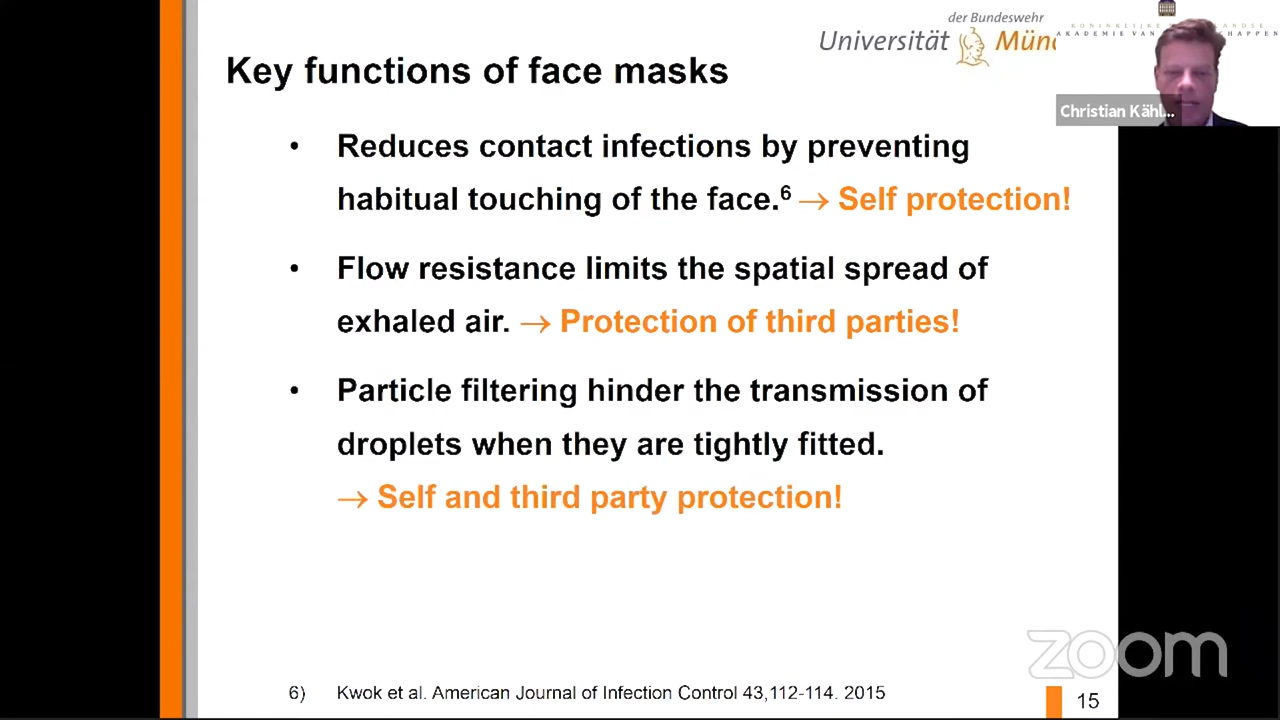 der Bundeswehr
Universität
Key functions of face masks
Christian Kähl...
• Reduces contact infections by preventing
habitual touching of the face.⁶ → Self protection!
• Flow resistance limits the spatial spread of
exhaled air. → Protection of third parties!
• Particle filtering hinder the transmission of
droplets when they are tightly fitted.
→ Self and third party protection!
zoom
6) Kwok et al. American Journal of Infection Control 43,112-114. 2015
15